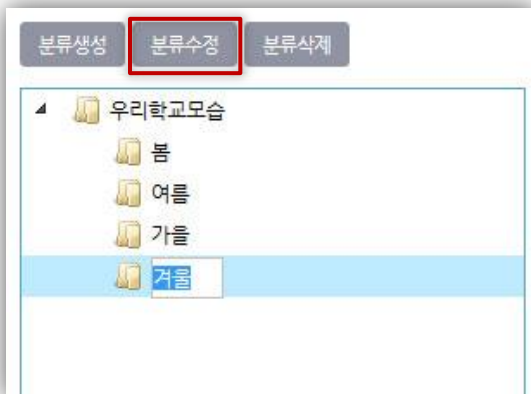 분류생성 분류수정 분류삭제
우리학교모습
봄
여름
가을
겨울